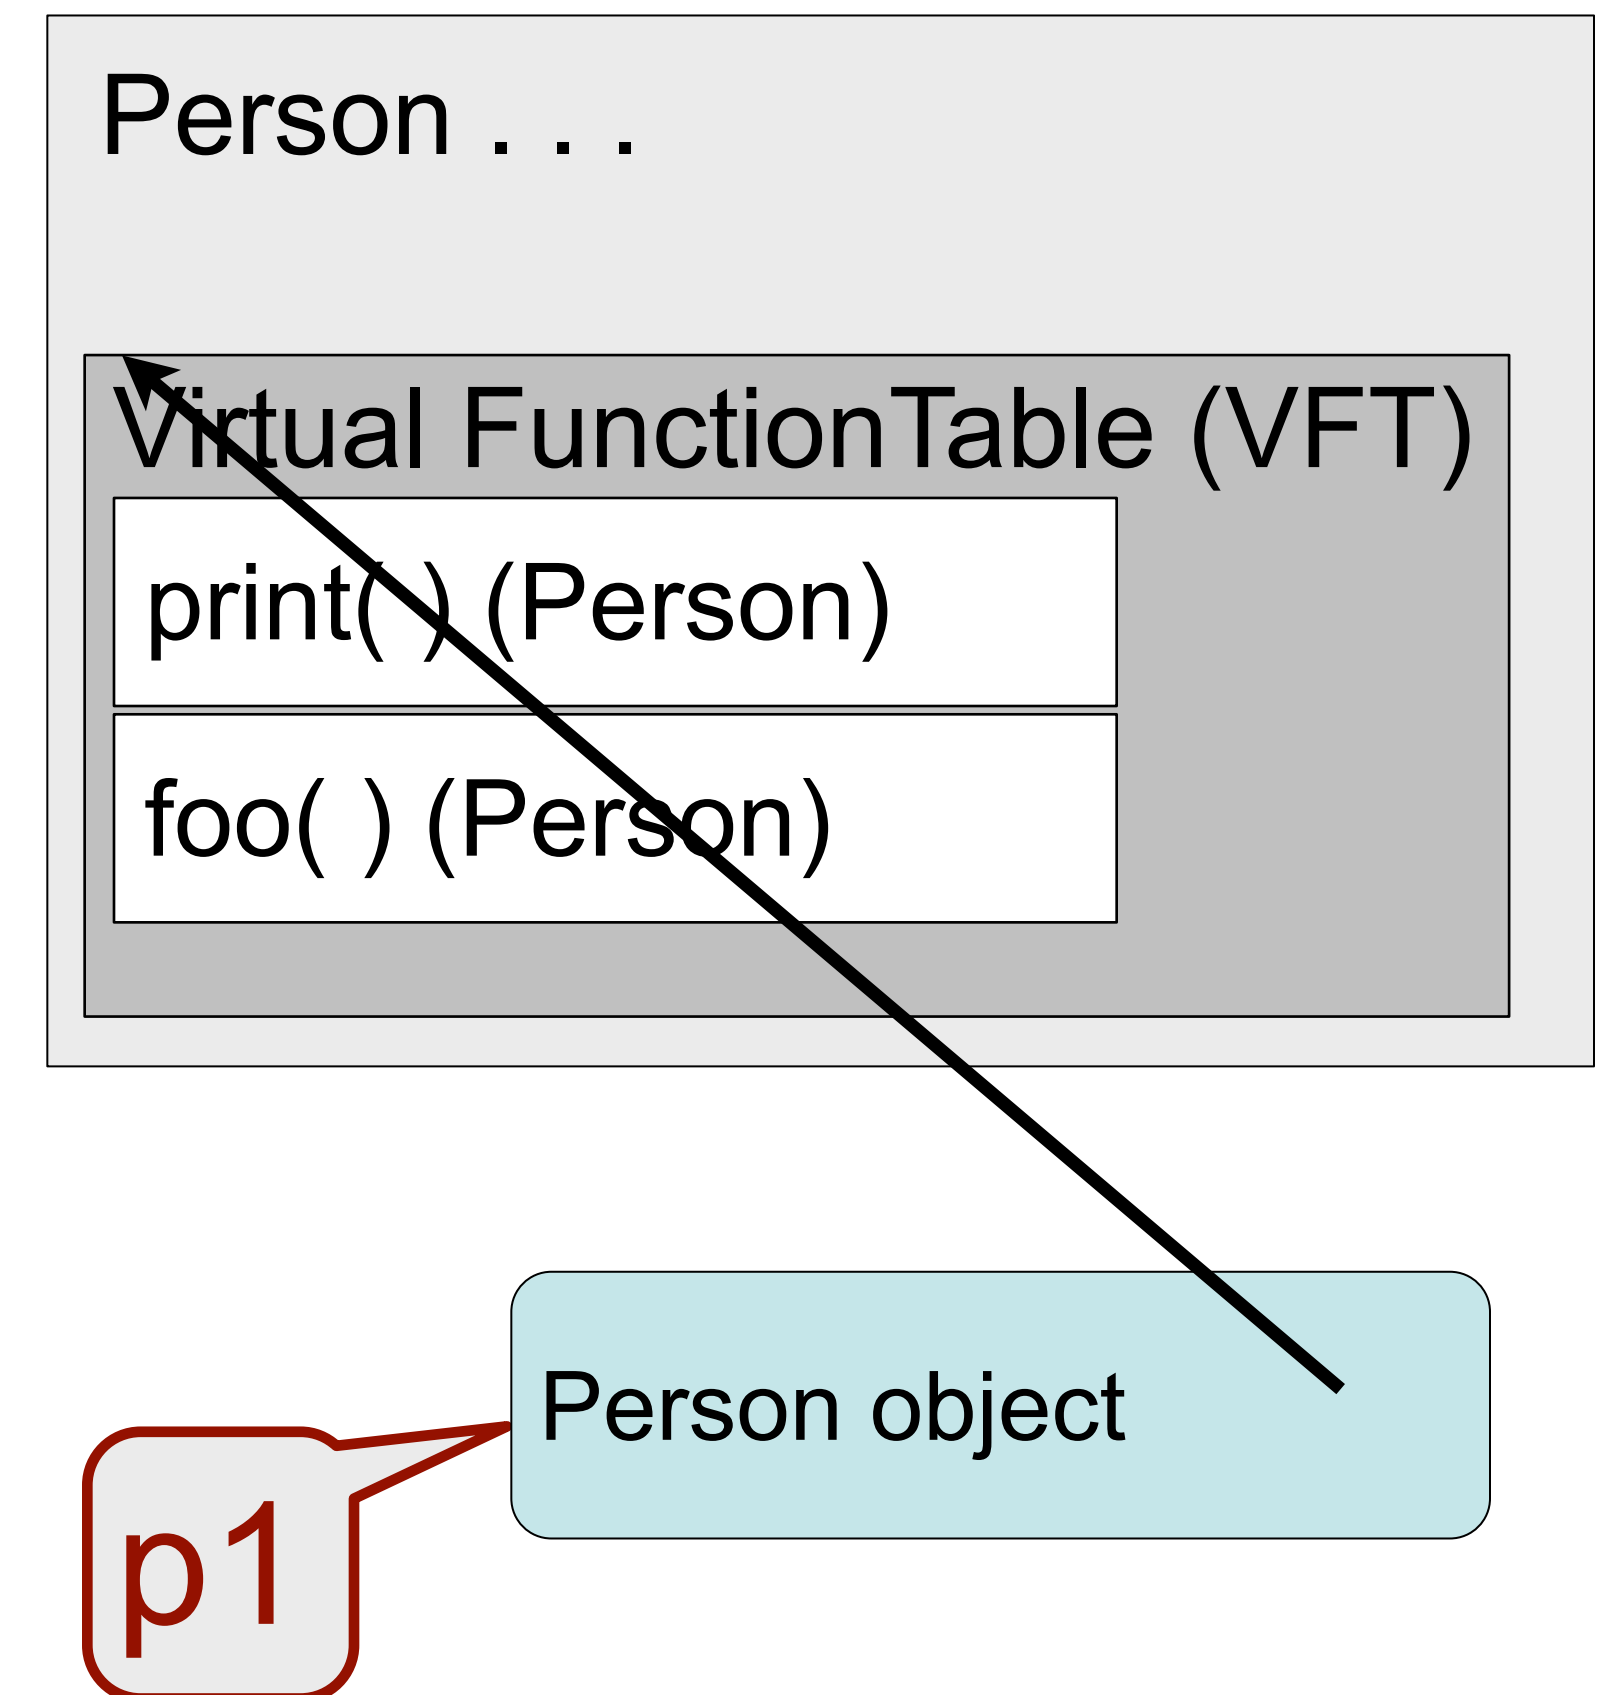 Person . . .
Virtual FunctionTable (VFT)
print( ) (Person)
foo( ) (Person)
Person object
p1